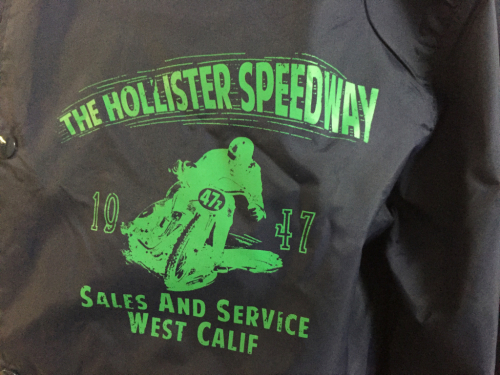 THE HOLLISTER SPEEDWAY
47
19 47
SALES AND SERVICE
WEST CALIF